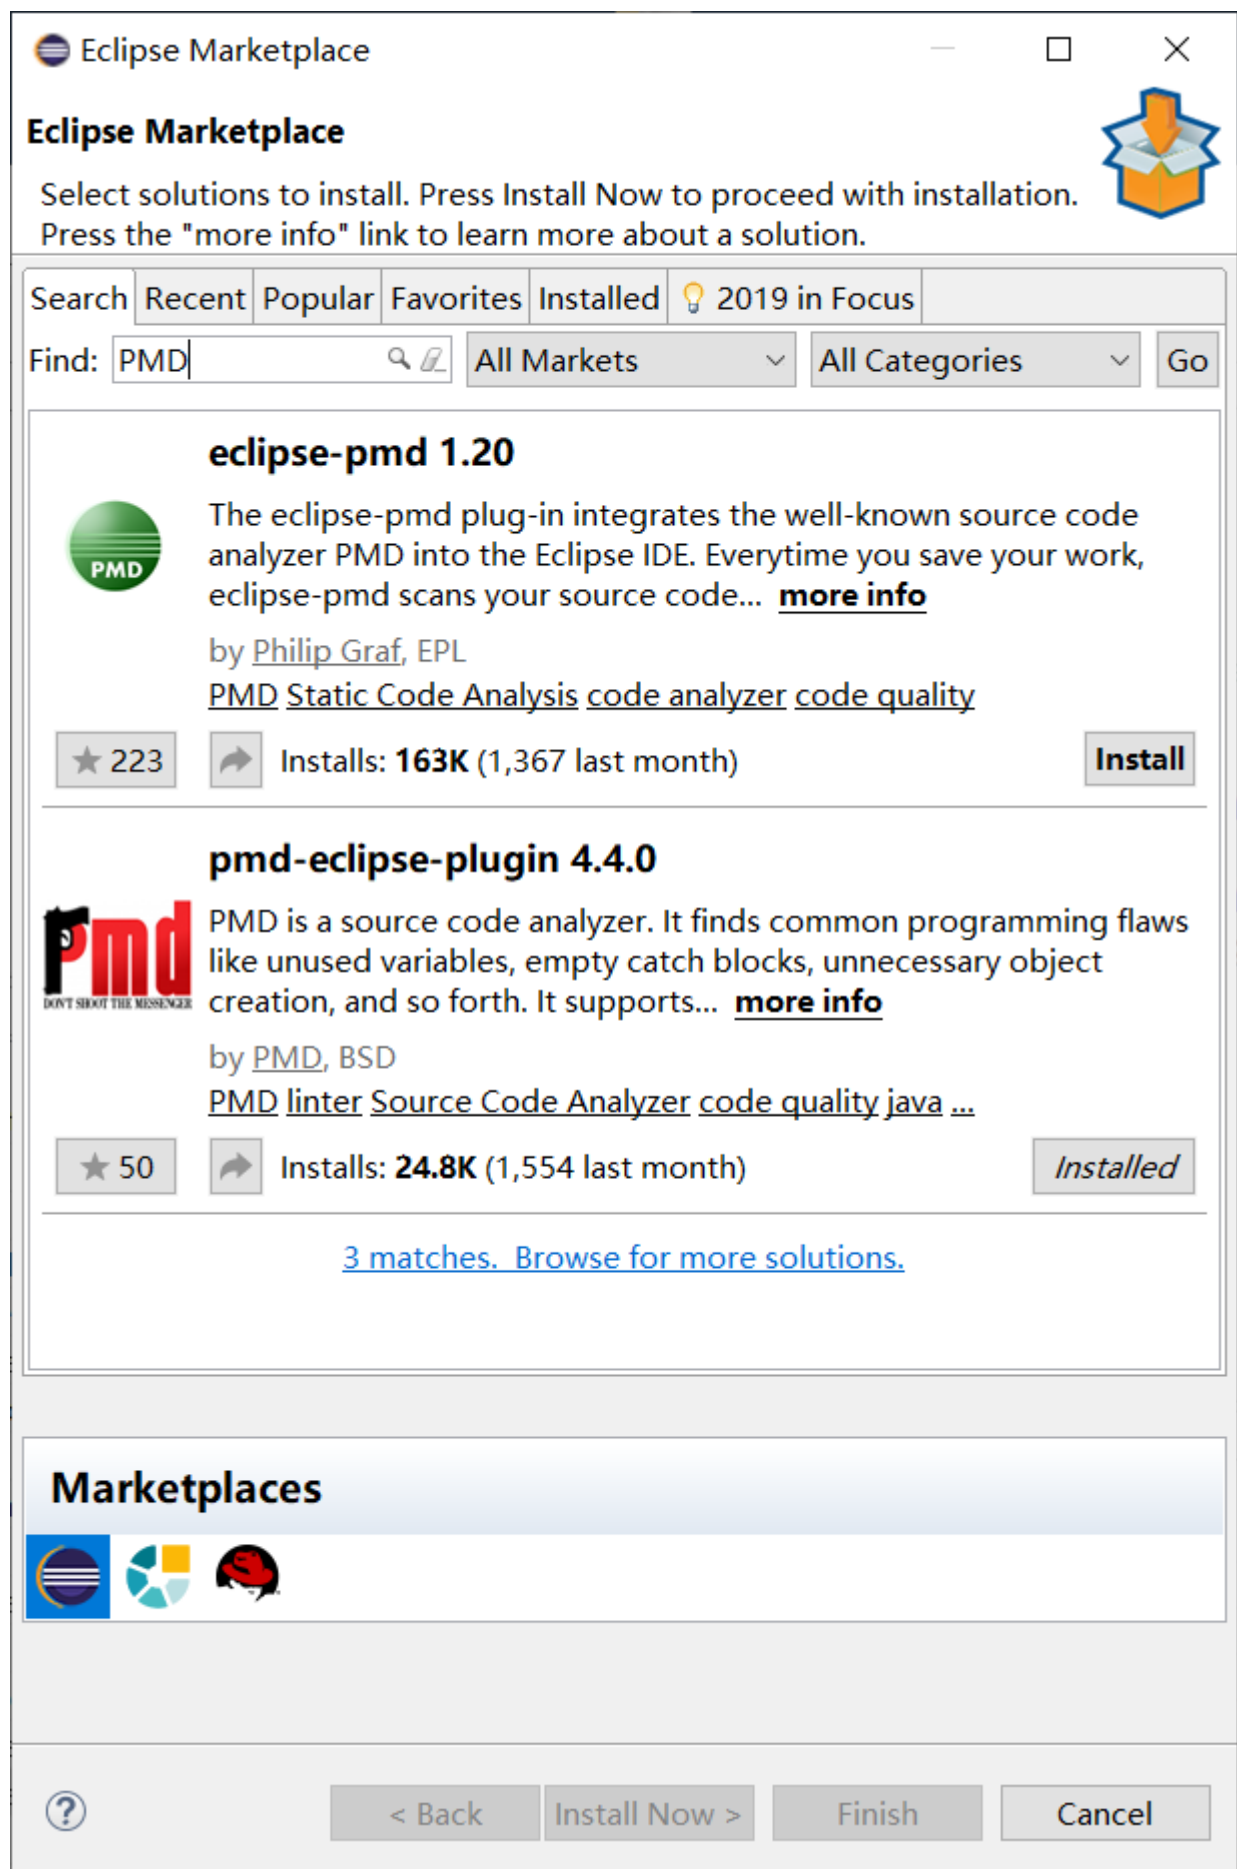 Eclipse Marketplace
Eclipse Marketplace
Select solutions to install. Press Install Now to proceed with installation.
Press the "more info" link to learn more about a solution.
Search Recent Popular Favorites Installed 2019 in Focus
Find: PMD All Markets All Categories Go
eclipse-pmd 1.20
The eclipse-pmd plug-in integrates the well-known source code
analyzer PMD into the Eclipse IDE. Everytime you save your work,
eclipse-pmd scans your source code... more info
PMD
by Philip Graf, EPL
PMD Static Code Analysis code analyzer code quality
223 Installs: 163K (1,367 last month) Install
pmd-eclipse-plugin 4.4.0
PMD is a source code analyzer. It finds common programming flaws
like unused variables, empty catch blocks, unnecessary object
creation, and so forth. It supports... more info
Pmd
DON'T SHOOT THE MESSENGER
by PMD, BSD
PMD linter Source Code Analyzer code quality java ...
50 Installs: 24.8K (1,554 last month) Installed
3 matches. Browse for more solutions.
Marketplaces
? < Back Install Now > Finish Cancel